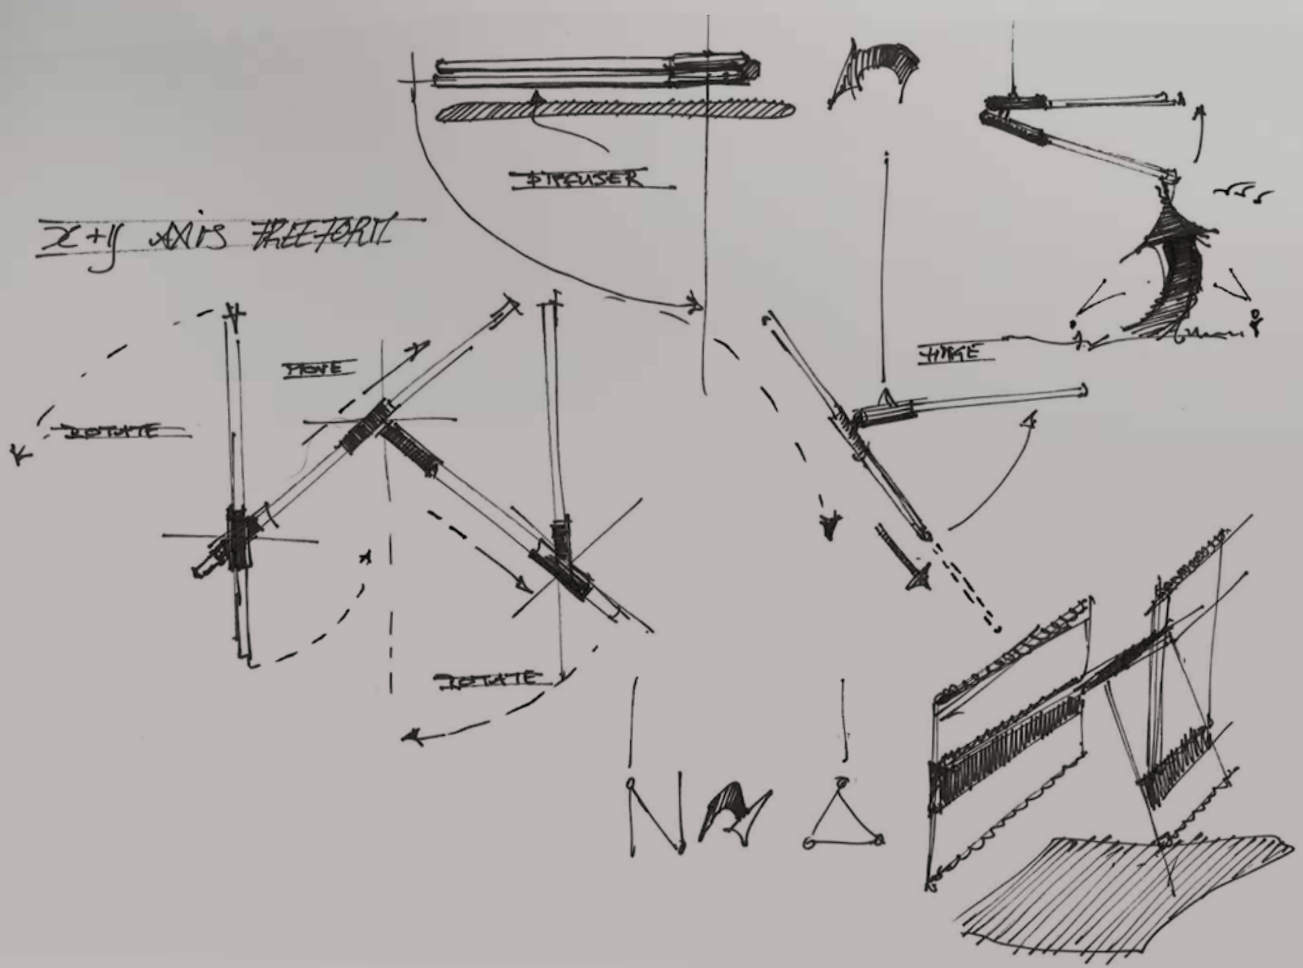 DIFFUSER
x+y AXIS FREEFORM
MOVE
HINGE
ROTATE
ROTATE